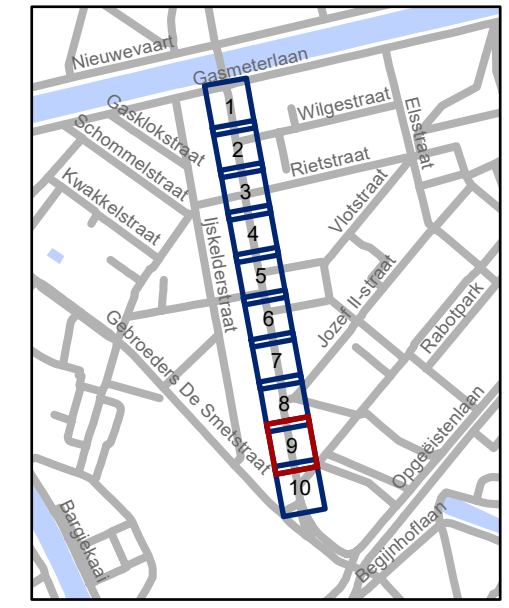 Nieuwevaart
Gasmeterlaan
Gasklokstraat
Schommelstraat
Kwakkelstraat
Wilgestraat
Elsstraat
Rietstraat
Vlotstraat
Ijskelderstraat
Jozef II-straat
Rabotpark
Gebroeders De Smetstraat
Opgeëistenlaan
Bargiekaai
Begijnhoflaan
1
2
3
4
5
6
7
8
9
10